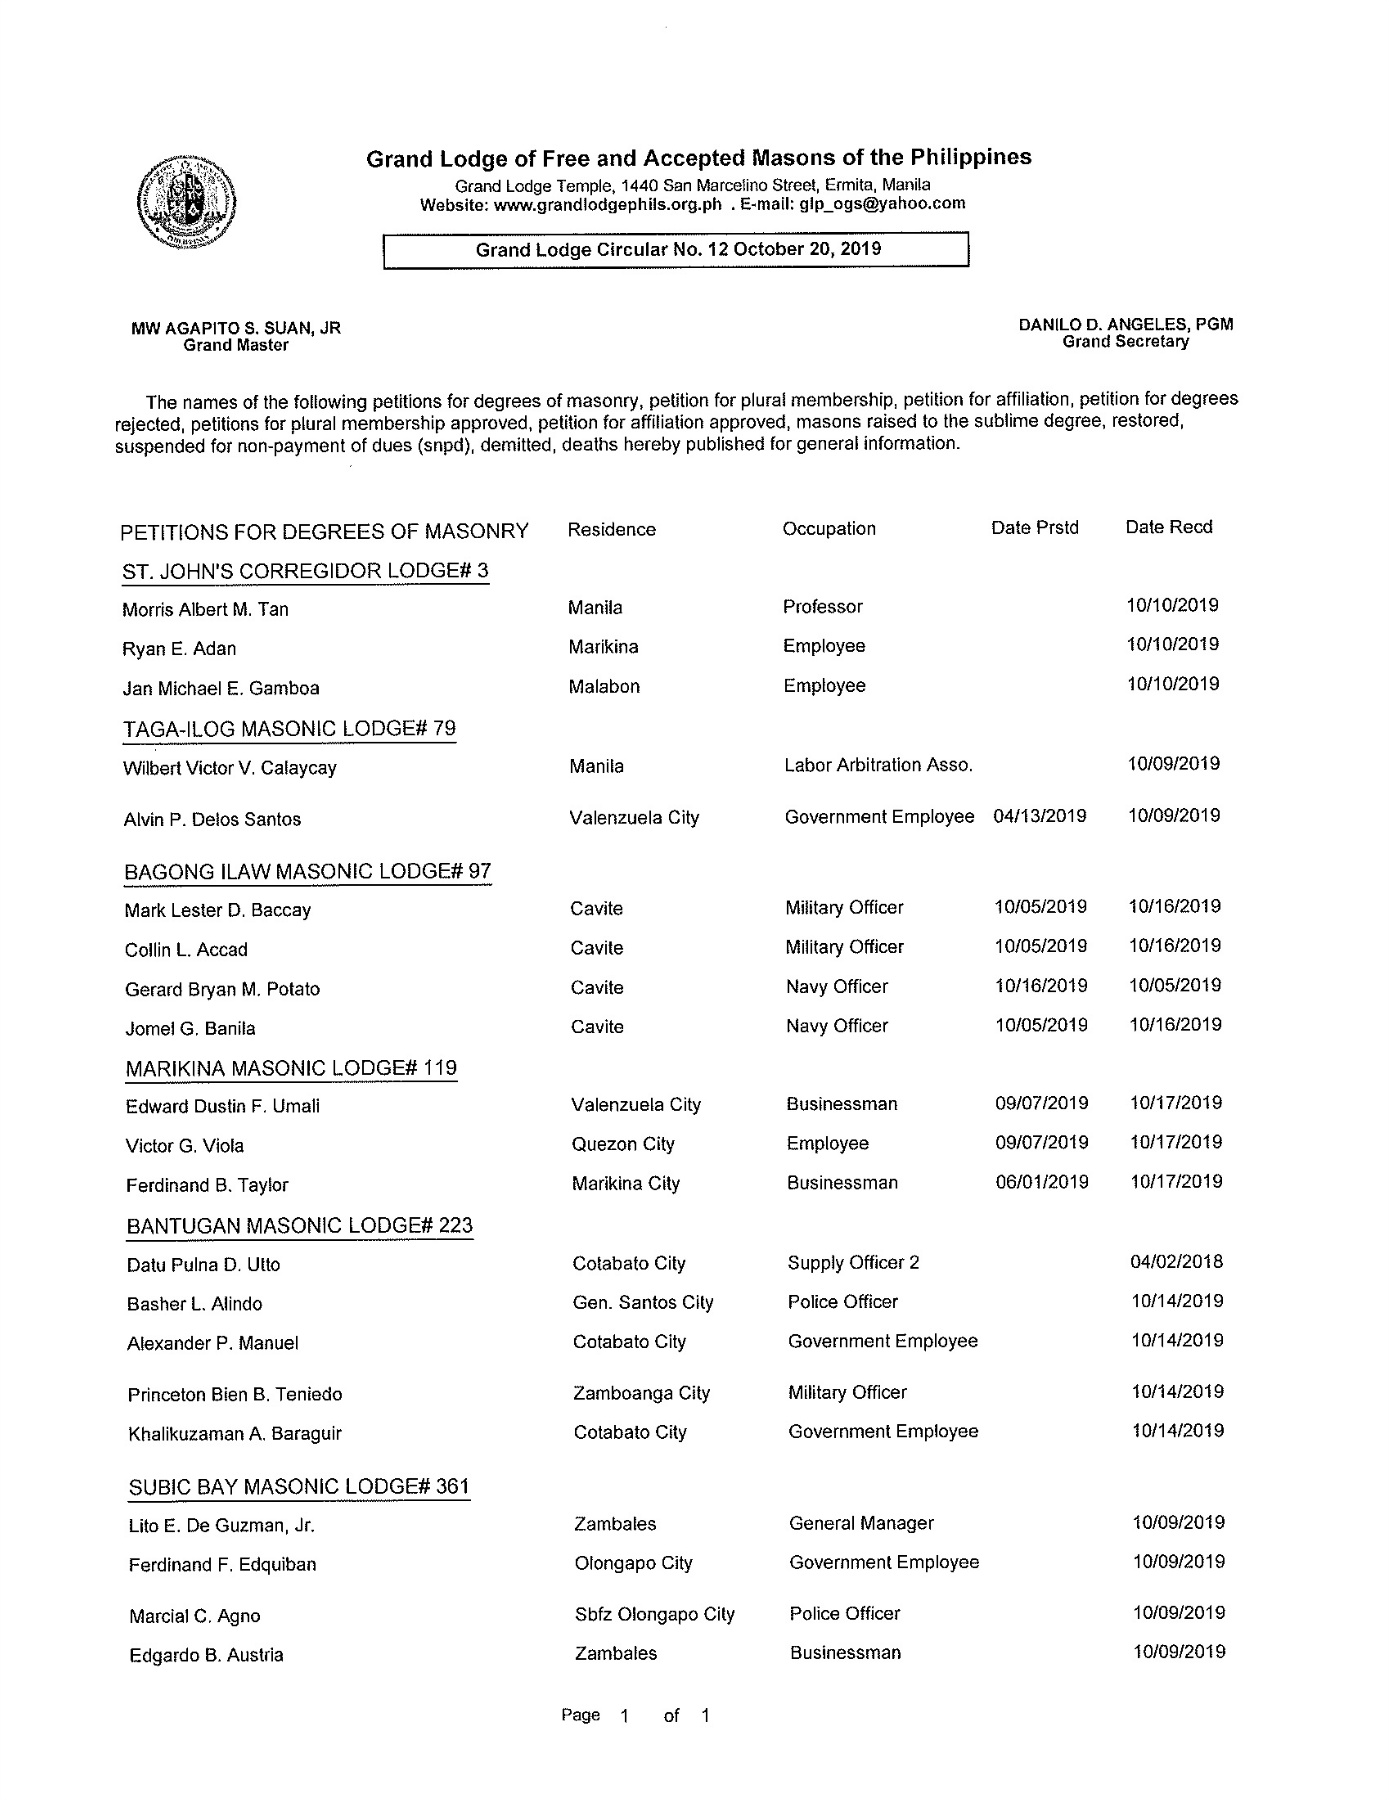 Grand Lodge of Free and Accepted Masons of the Philippines
Grand Lodge Temple, 1440 San Marcelino Street, Ermita, Manila
Website: www.grandlodgephils.org.ph . E-mail: glp_ogs@yahoo.com
Grand Lodge Circular No. 12 October 20, 2019
MW AGAPITO S. SUAN, JR
Grand Master
DANILO D. ANGELES, PGM
Grand Secretary
The names of the following petitions for degrees of masonry, petition for plural membership, petition for affiliation, petition for degrees
rejected, petitions for plural membership approved, petition for affiliation approved, masons raised to the sublime degree, restored,
suspended for non-payment of dues (snpd), demitted, deaths hereby published for general information.
PETITIONS FOR DEGREES OF MASONRY Residence Occupation Date Prstd Date Recd
ST. JOHN'S CORREGIDOR LODGE# 3
Morris Albert M. Tan Manila Professor 10/10/2019
Ryan E. Adan Marikina Employee 10/10/2019
Jan Michael E. Gamboa Malabon Employee 10/10/2019
TAGA-ILOG MASONIC LODGE# 79
Wilbert Victor V. Calaycay Manila Labor Arbitration Asso. 10/09/2019
Alvin P. Delos Santos Valenzuela City Government Employee 04/13/2019 10/09/2019
BAGONG ILAW MASONIC LODGE# 97
Mark Lester D. Baccay Cavite Military Officer 10/05/2019 10/16/2019
Collin L. Accad Cavite Military Officer 10/05/2019 10/16/2019
Gerard Bryan M. Potato Cavite Navy Officer 10/16/2019 10/05/2019
Jomel G. Banila Cavite Navy Officer 10/05/2019 10/16/2019
MARIKINA MASONIC LODGE# 119
Edward Dustin F. Umali Valenzuela City Businessman 09/07/2019 10/17/2019
Victor G. Viola Quezon City Employee 09/07/2019 10/17/2019
Ferdinand B. Taylor Marikina City Businessman 06/01/2019 10/17/2019
BANTUGAN MASONIC LODGE# 223
Datu Pulna D. Utto Cotabato City Supply Officer 2 04/02/2018
Basher L. Alindo Gen. Santos City Police Officer 10/14/2019
Alexander P. Manuel Cotabato City Government Employee 10/14/2019
Princeton Bien B. Teniedo Zamboanga City Military Officer 10/14/2019
Khalikuzaman A. Baraguir Cotabato City Government Employee 10/14/2019
SUBIC BAY MASONIC LODGE# 361
Lito E. De Guzman, Jr. Zambales General Manager 10/09/2019
Ferdinand F. Edquiban Olongapo City Government Employee 10/09/2019
Marcial C. Agno Sbfz Olongapo City Police Officer 10/09/2019
Edgardo B. Austria Zambales Businessman 10/09/2019
Page 1 of 1